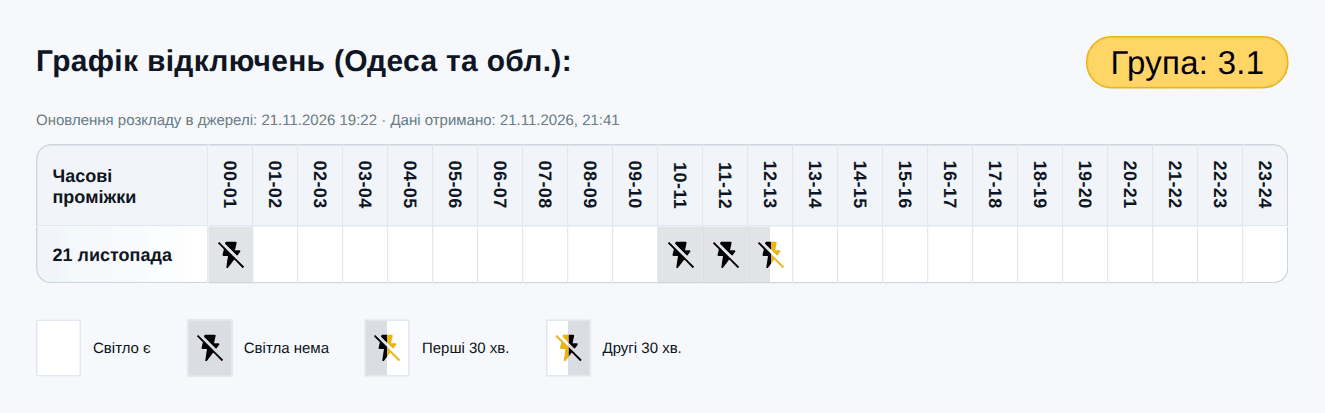 Графік відключень (Одеса та обл.):
Група: 3.1
Оновлення розкладу в джерелі: 21.11.2026 19:22 · Дані отримано: 21.11.2026, 21:41
Часові
проміжки
00-01
01-02
02-03
03-04
04-05
05-06
06-07
07-08
08-09
09-10
10-11
11-12
12-13
13-14
14-15
15-16
16-17
17-18
18-19
19-20
20-21
21-22
22-23
23-24
21 листопада
Світло є
Світла нема
Перші 30 хв.
Другі 30 хв.